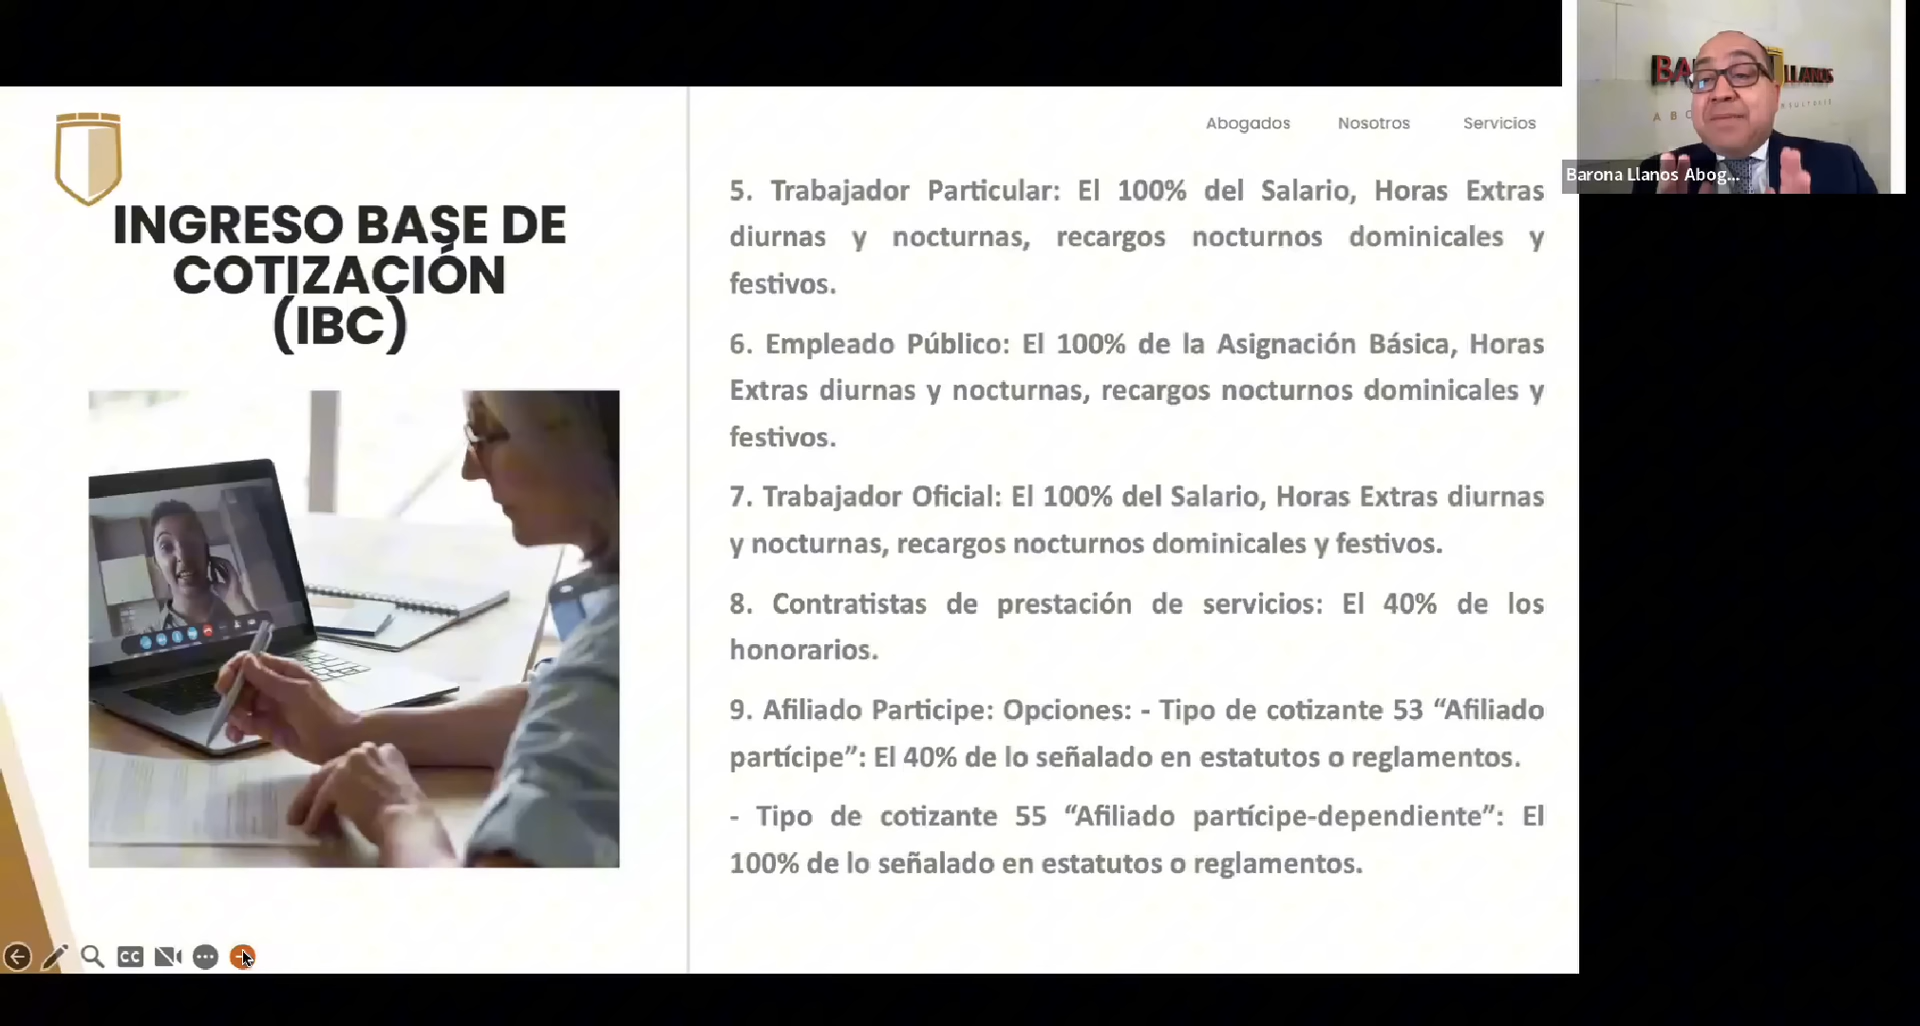 INGRESO BASE DE
COTIZACIÓN
(IBC)
Abogados Nosotros Servicios
5. Trabajador Particular: El 100% del Salario, Horas Extras
diurnas y nocturnas, recargos nocturnos dominicales y
festivos.
6. Empleado Público: El 100% de la Asignación Básica, Horas
Extras diurnas y nocturnas, recargos nocturnos dominicales y
festivos.
7. Trabajador Oficial: El 100% del Salario, Horas Extras diurnas
y nocturnas, recargos nocturnos dominicales y festivos.
8. Contratistas de prestación de servicios: El 40% de los
honorarios.
9. Afiliado Participe: Opciones: - Tipo de cotizante 53 “Afiliado
partícipe”: El 40% de lo señalado en estatutos o reglamentos.
- Tipo de cotizante 55 “Afiliado partícipe-dependiente”: El
100% de lo señalado en estatutos o reglamentos.
CC
LLANOS
Barona Llanos Abog...